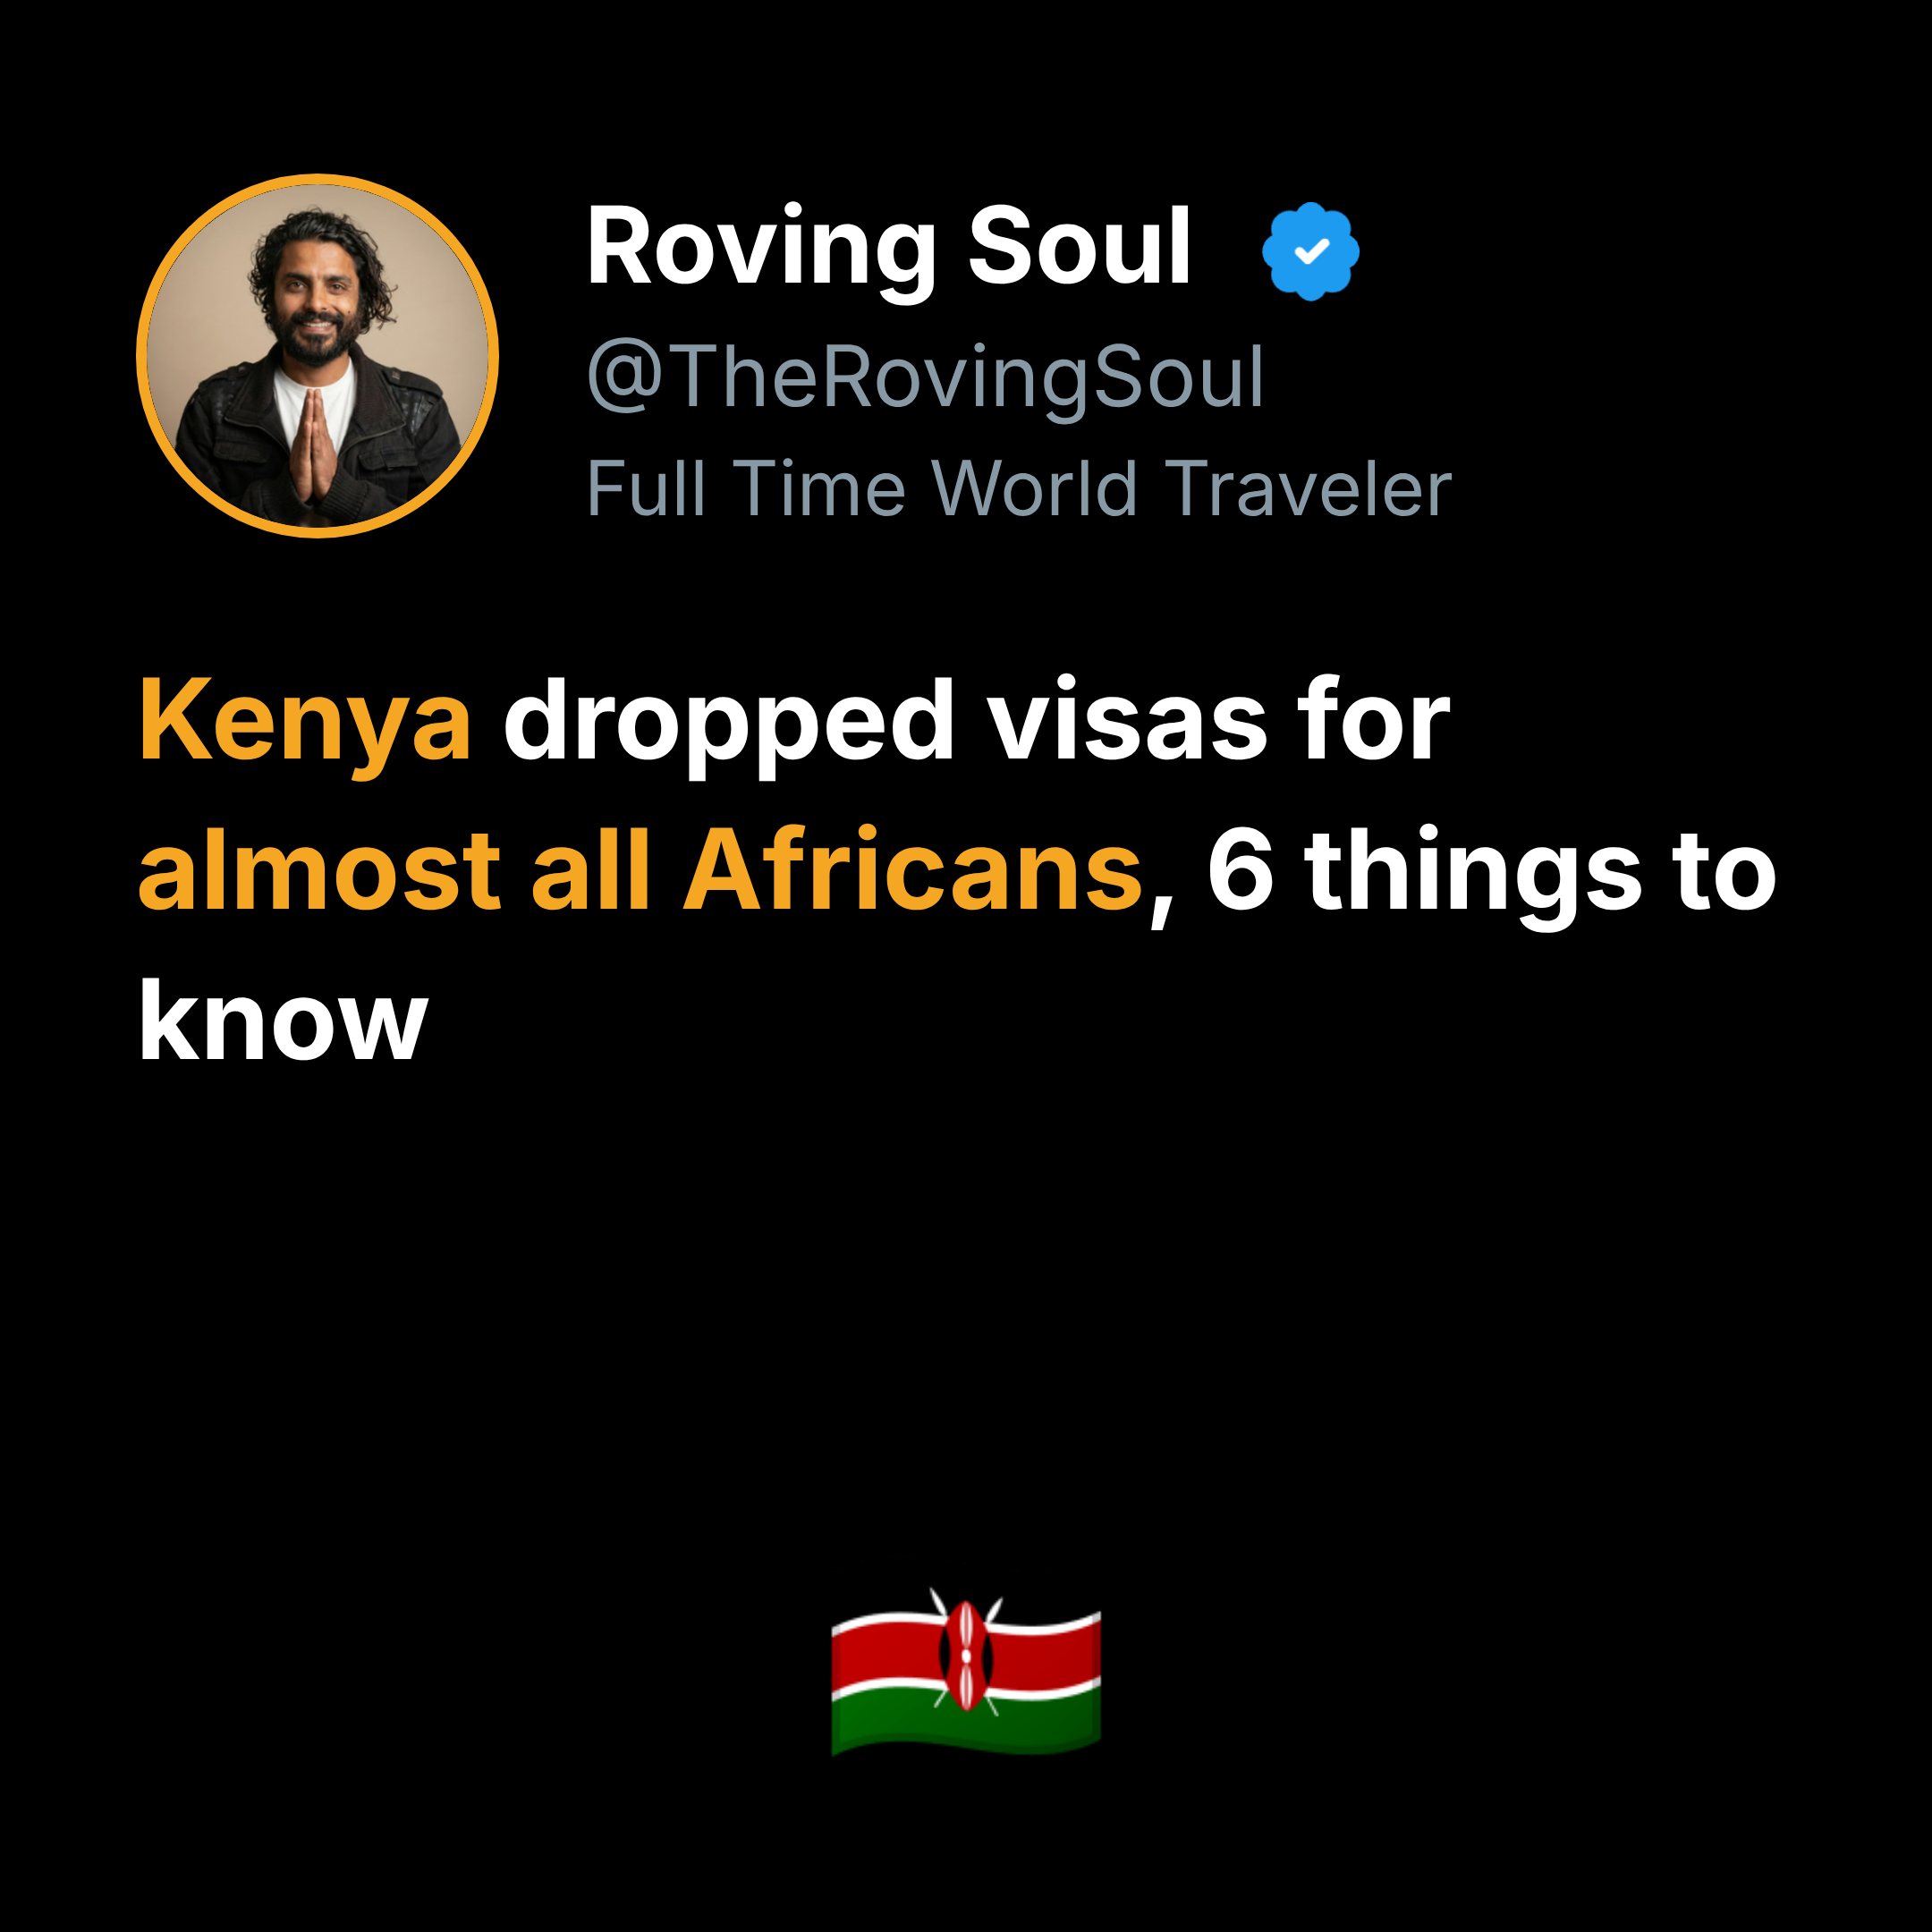 Roving Soul
@TheRovingSoul
Full Time World Traveler
Kenya dropped visas for
almost all Africans, 6 things to
know